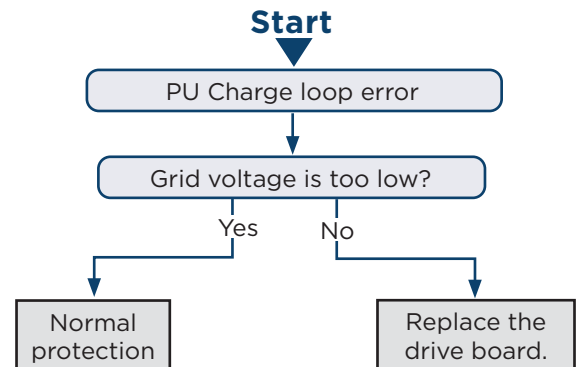 Start
PU Charge loop error
Grid voltage is too low?
Yes
No
Normal
protection
Replace the
drive board.